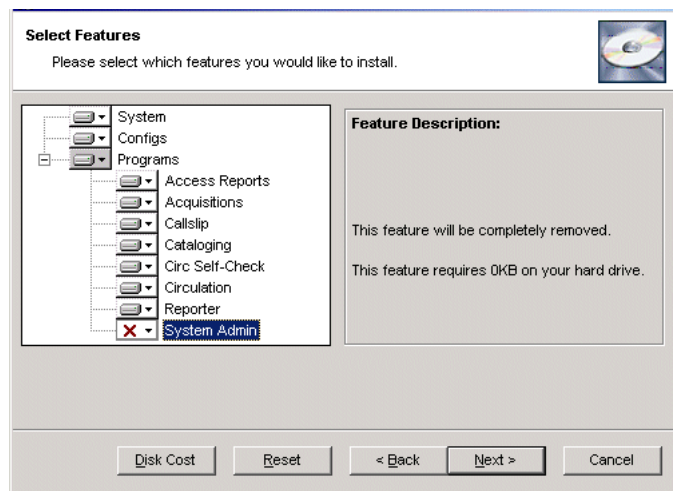 Select Features
Please select which features you would like to install.
System
Configs
Programs
Access Reports
Acquisitions
Callslip
Cataloging
Circ Self-Check
Circulation
Reporter
System Admin
Feature Description:
This feature will be completely removed.
This feature requires 0KB on your hard drive.
Disk Cost
Reset
< Back
Next >
Cancel